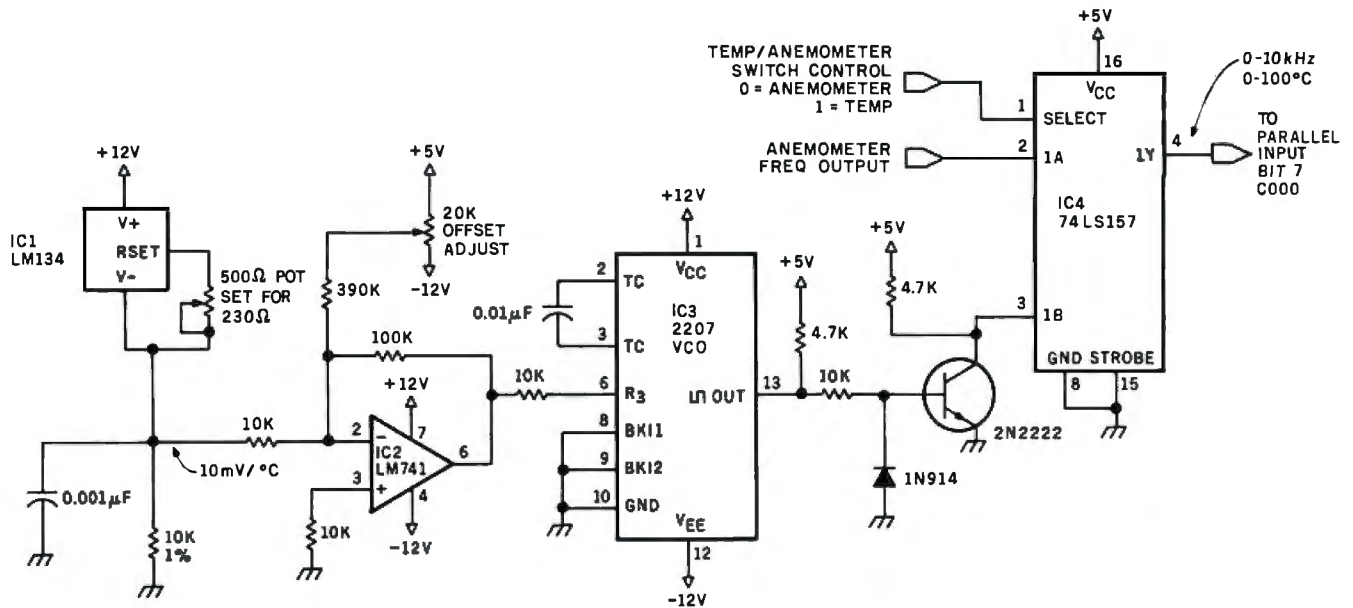 +12V
V+
RSET
V-
IC1
LM134
500Ω POT
SET FOR
230Ω
0.001μF
10K
1%
10mV/°C
10K
+5V
20K
OFFSET
ADJUST
-12V
390K
100K
+12V
2
−
7
IC2
LM741
6
3
+
4
-12V
10K
10K
+12V
1
VCC
2
TC
0.01μF
3
TC
IC3
2207
VCO
6
R3
OUT
13
8
BKI1
9
BKI2
10
GND
VEE
12
-12V
+5V
4.7K
10K
1N914
2N2222
+5V
4.7K
TEMP/ANEMOMETER
SWITCH CONTROL
0 = ANEMOMETER
1 = TEMP
ANEMOMETER
FREQ OUTPUT
+5V
16
VCC
1
SELECT
2
1A
1Y
4
IC4
74LS157
3
1B
GND STROBE
8
15
0-10kHz
0-100°C
TO
PARALLEL
INPUT
BIT 7
C000